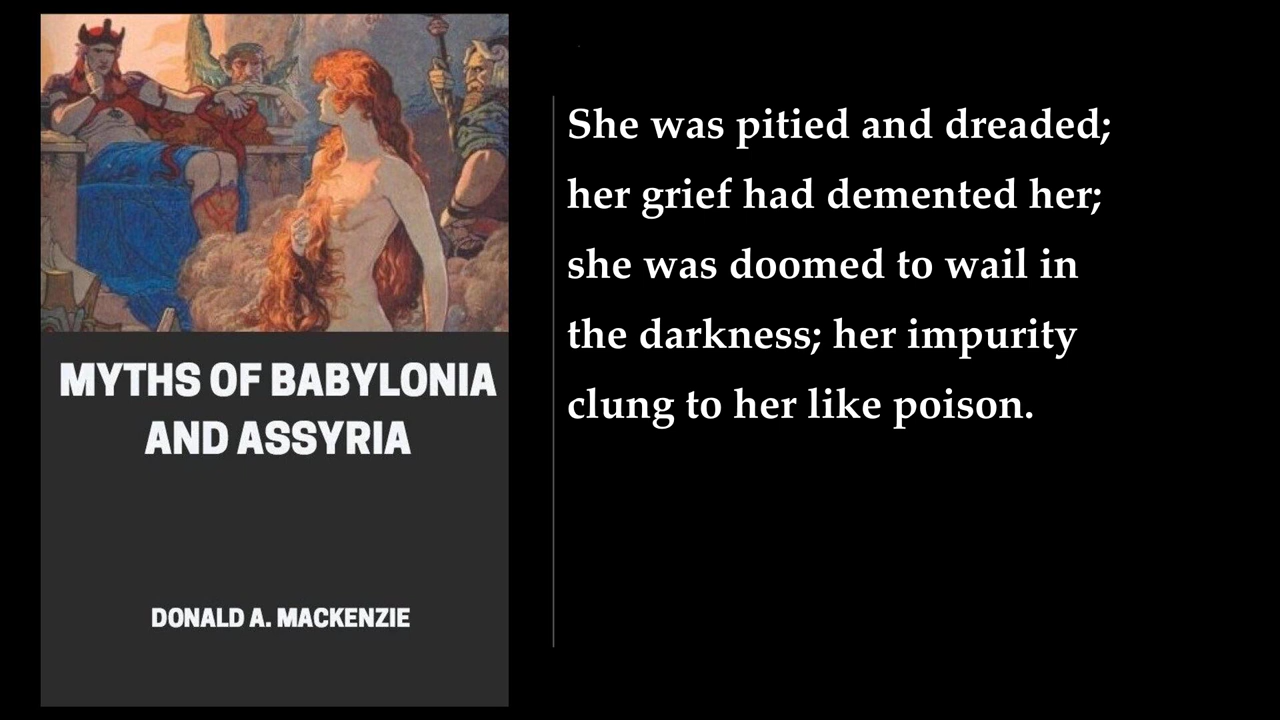 MYTHS OF BABYLONIA
AND ASSYRIA
DONALD A. MACKENZIE
She was pitied and dreaded;
her grief had demented her;
she was doomed to wail in
the darkness; her impurity
clung to her like poison.